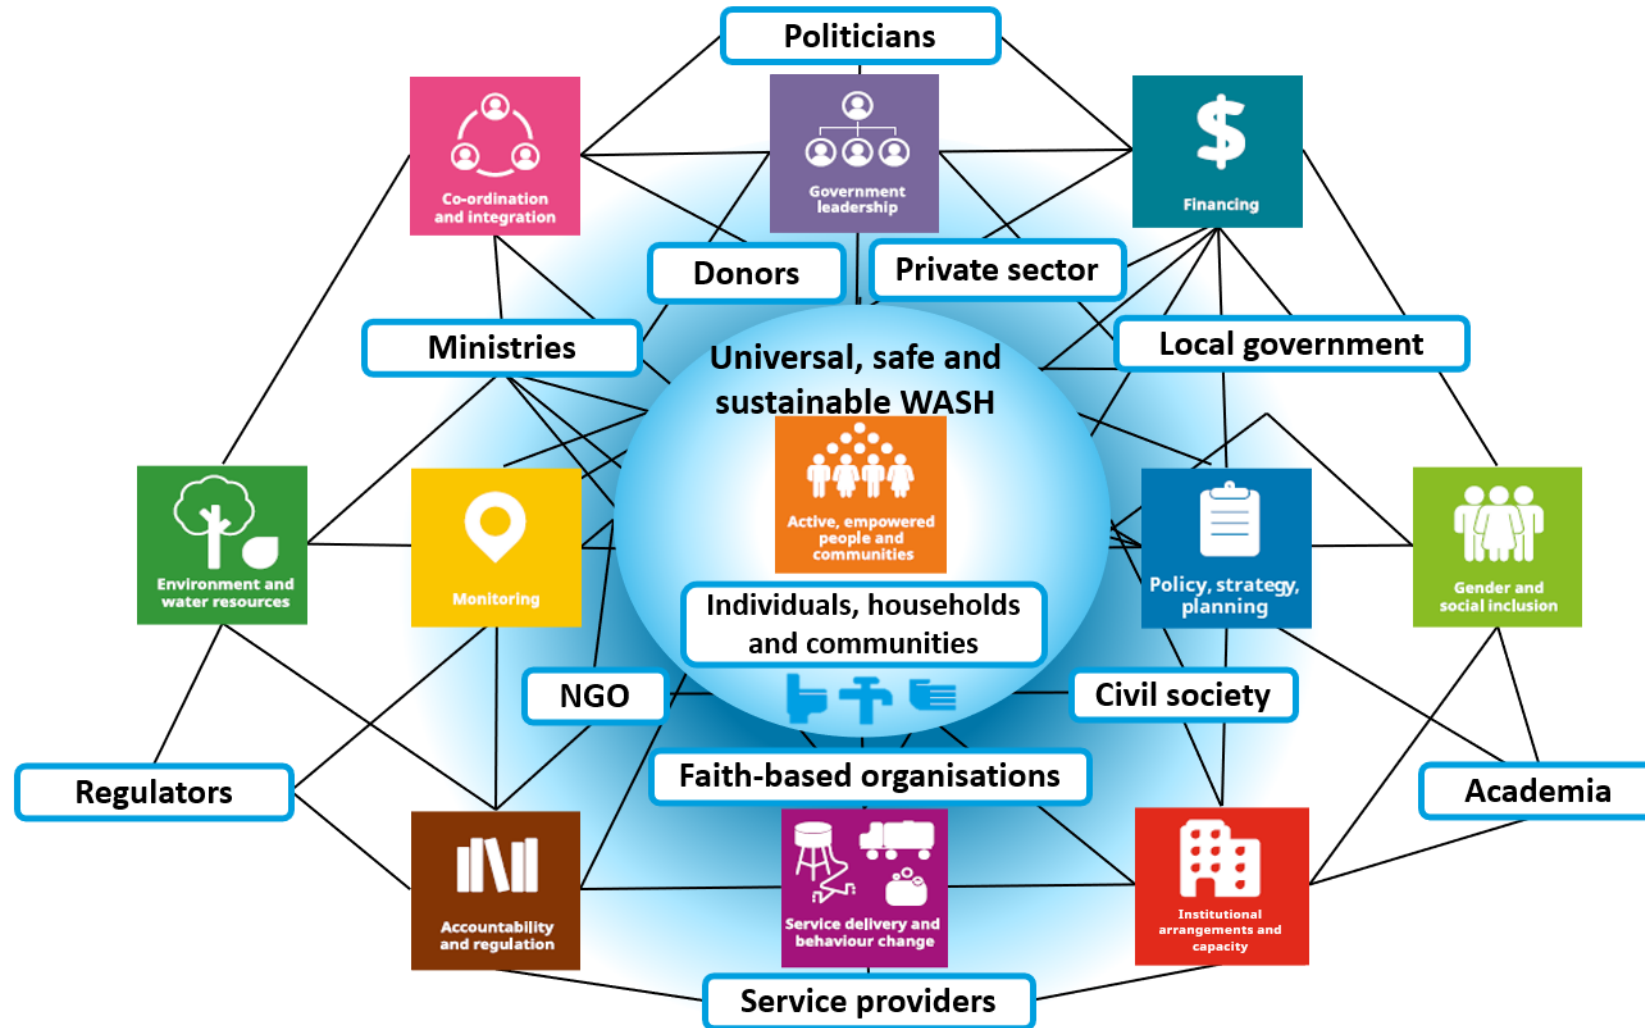 Politicians
Co-ordination
and integration
Government
leadership
Financing
Donors
Private sector
Ministries
Local government
Universal, safe and
sustainable WASH
Active, empowered
people and
communities
Environment and
water resources
Monitoring
Policy, strategy,
planning
Gender and
social inclusion
Individuals, households
and communities
NGO
Civil society
Regulators
Faith-based organisations
Academia
Accountability
and regulation
Service delivery and
behaviour change
Institutional
arrangements and
capacity
Service providers